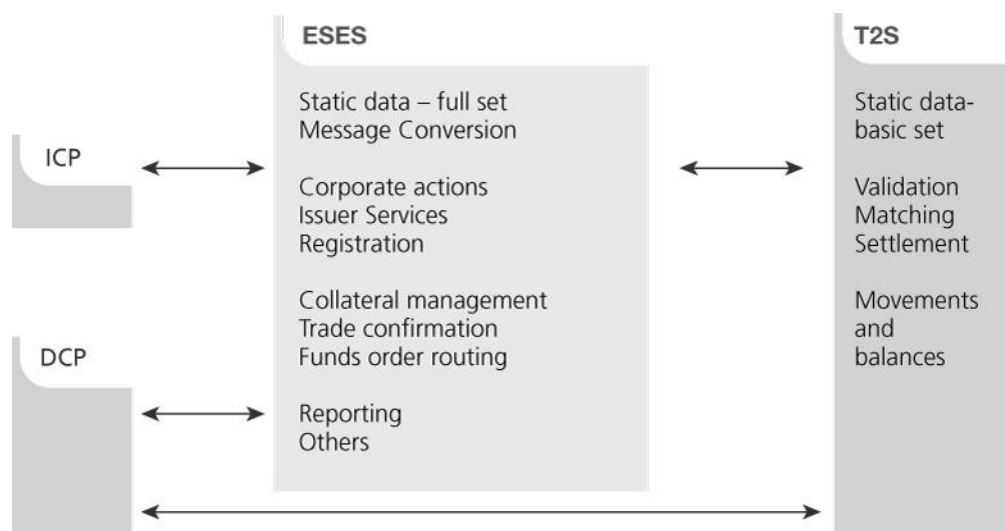 ESES
T2S
ICP
DCP
Static data – full set
Message Conversion
Corporate actions
Issuer Services
Registration
Collateral management
Trade confirmation
Funds order routing
Reporting
Others
Static data-
basic set
Validation
Matching
Settlement
Movements
and
balances